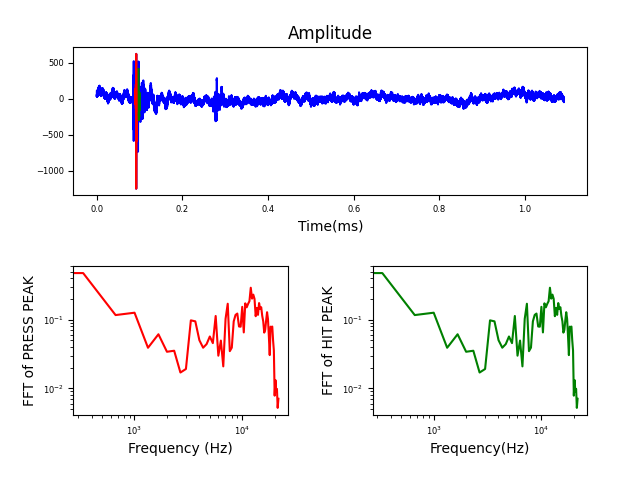 Amplitude
500
0
−500
−1000
0.0 0.2 0.4 0.6 0.8 1.0
Time(ms)
FFT of PRESS PEAK
10⁻¹
10⁻²
10³ 10⁴
Frequency (Hz)
FFT of HIT PEAK
10⁻¹
10⁻²
10³ 10⁴
Frequency(Hz)